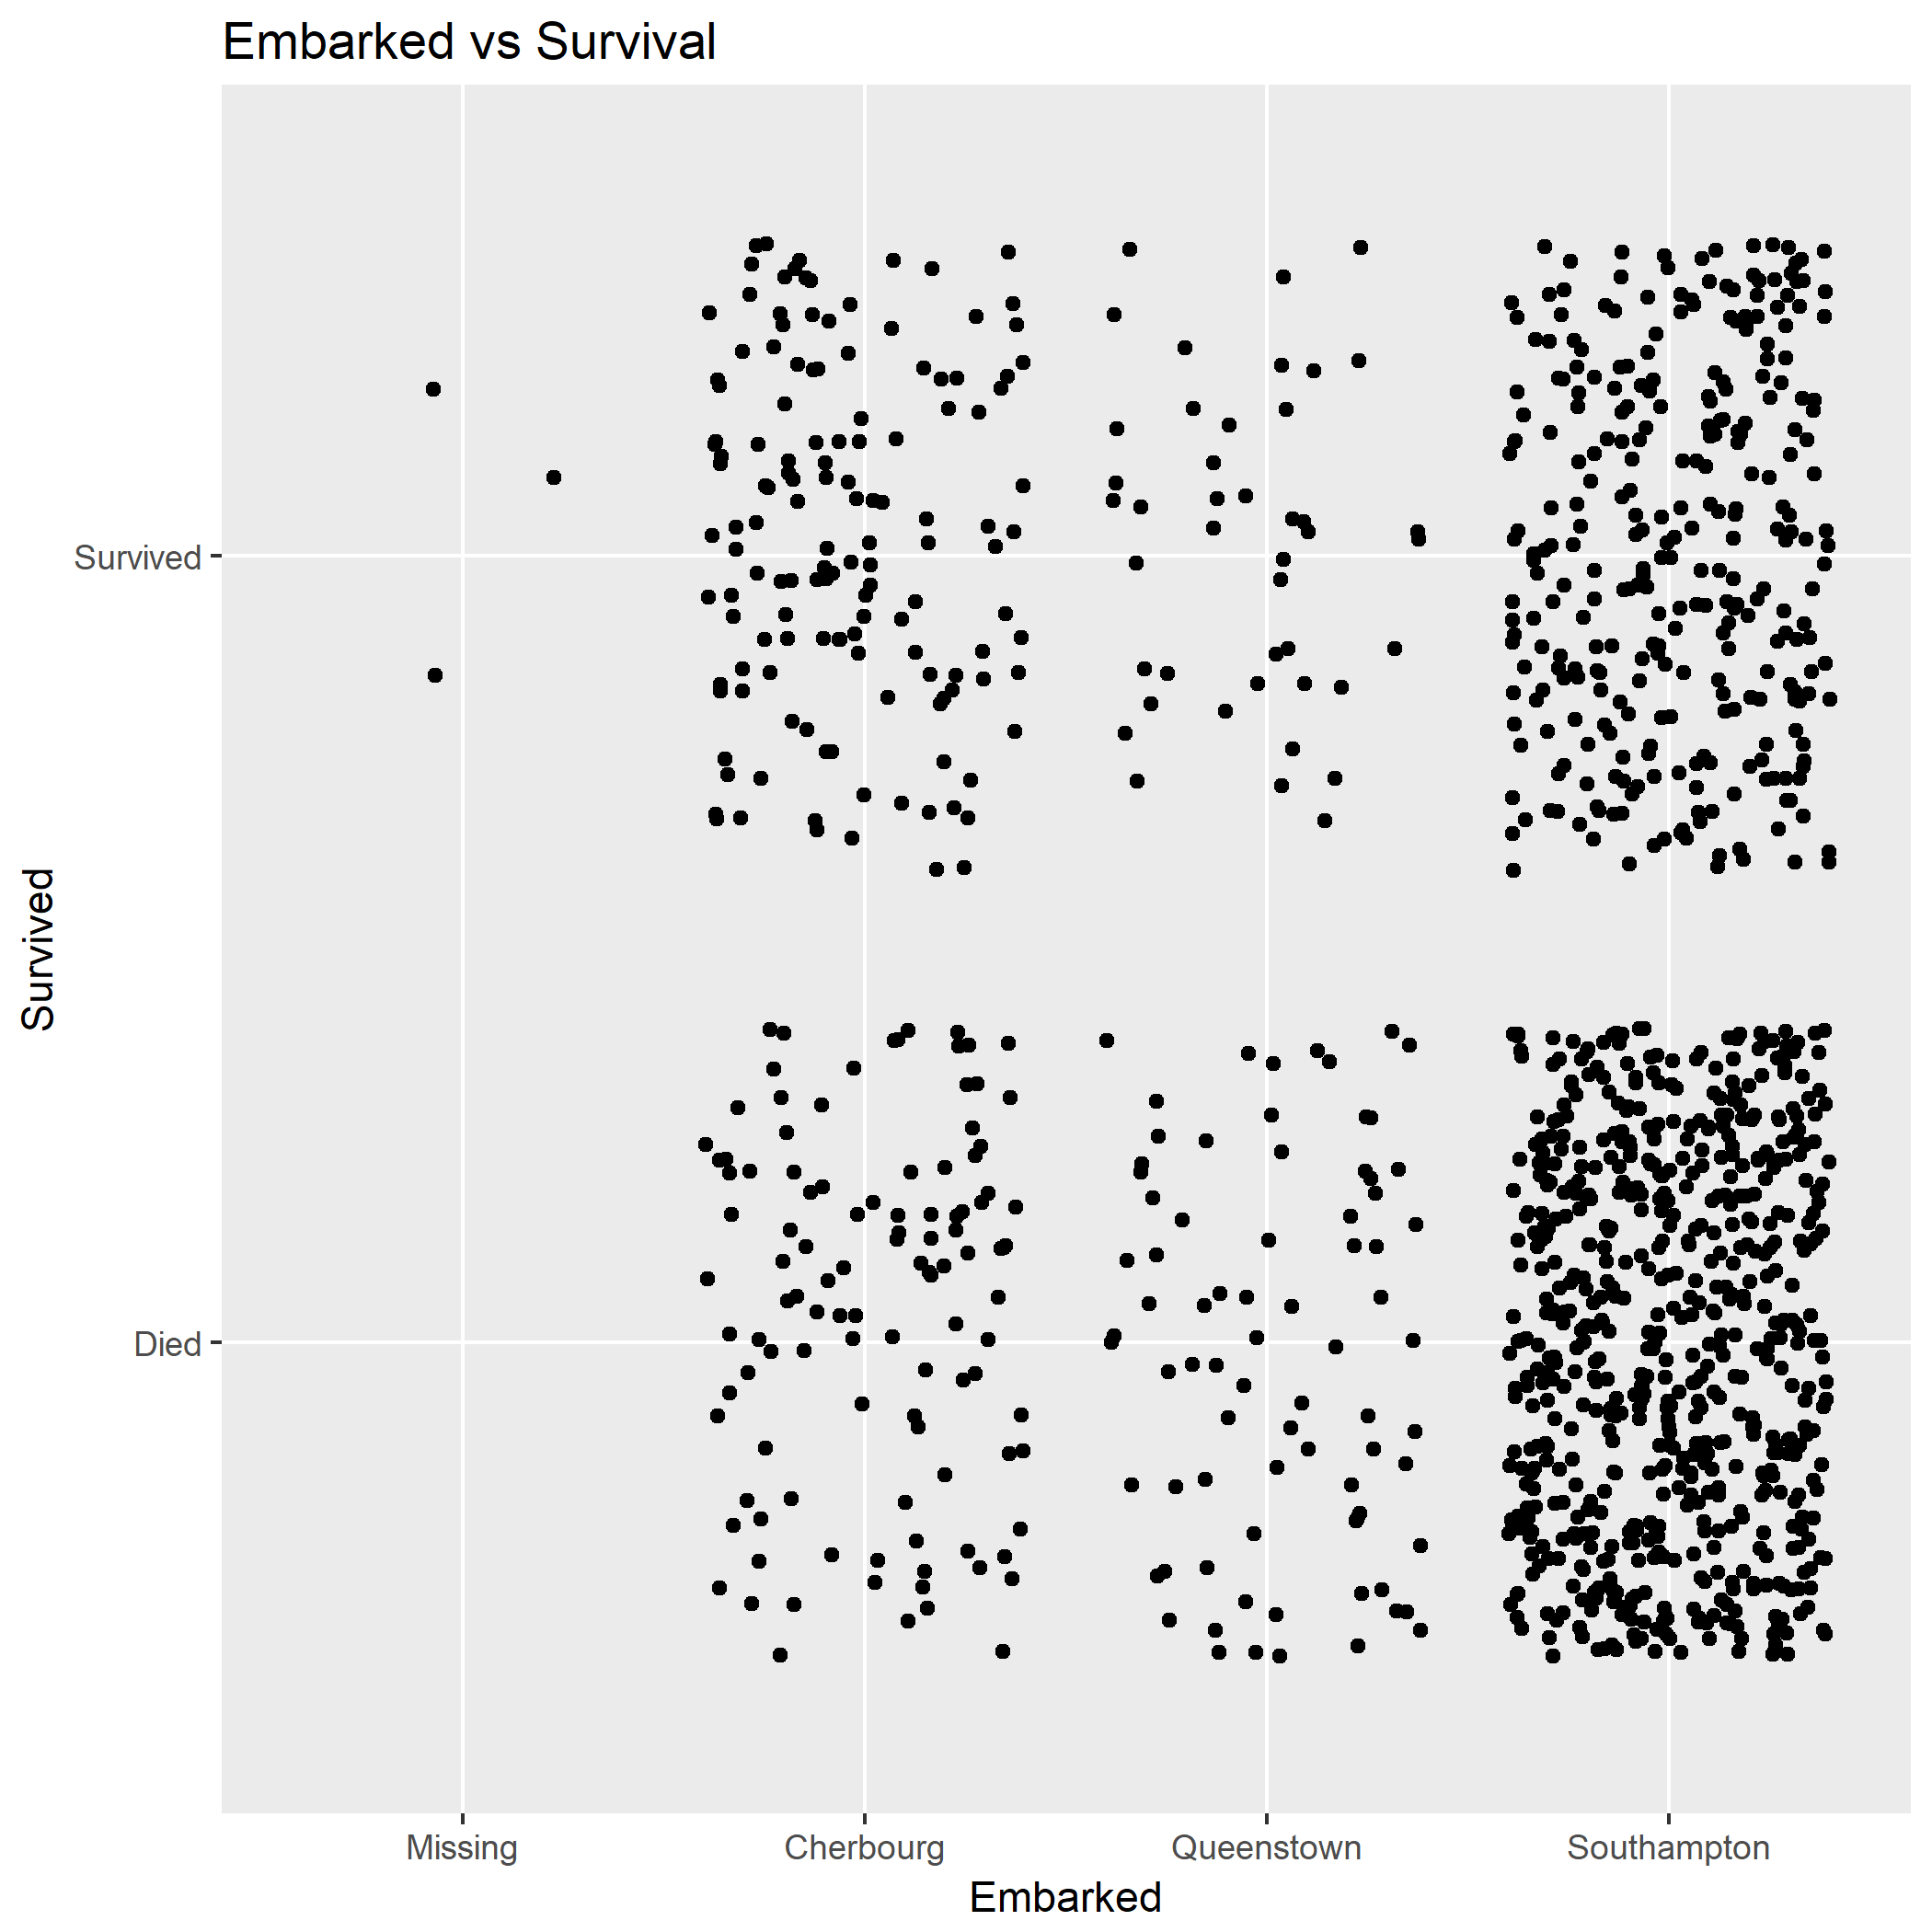 Embarked vs Survival
Survived
Survived
Died
Missing
Cherbourg
Queenstown
Southampton
Embarked